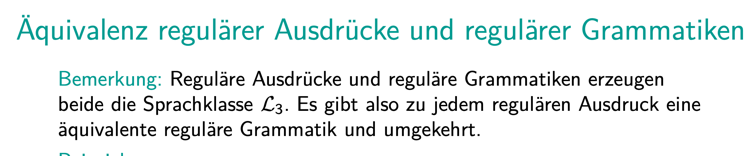 Äquivalenz regulärer Ausdrücke und regulärer Grammatiken
Bemerkung: Reguläre Ausdrücke und reguläre Grammatiken erzeugen
beide die Sprachklasse ℒ₃. Es gibt also zu jedem regulären Ausdruck eine
äquivalente reguläre Grammatik und umgekehrt.